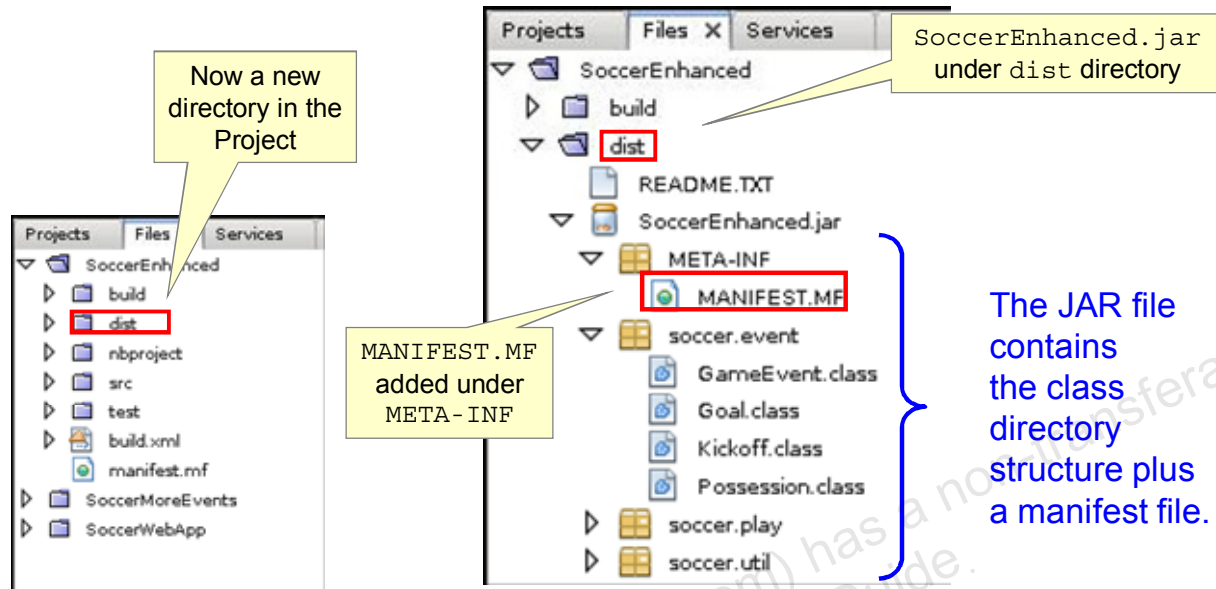 Now a new
directory in the
Project
Projects Files Services
SoccerEnhanced
build
dist
nbproject
src
test
build.xml
manifest.mf
SoccerMoreEvents
SoccerWebApp
Projects Files X Services
SoccerEnhanced
build
dist
README.TXT
SoccerEnhanced.jar
META-INF
MANIFEST.MF
soccer.event
GameEvent.class
Goal.class
Kickoff.class
Possession.class
soccer.play
soccer.util
SoccerEnhanced.jar
under dist directory
MANIFEST.MF
added under
META-INF
The JAR file
contains
the class
directory
structure plus
a manifest file.
has a non-transfera